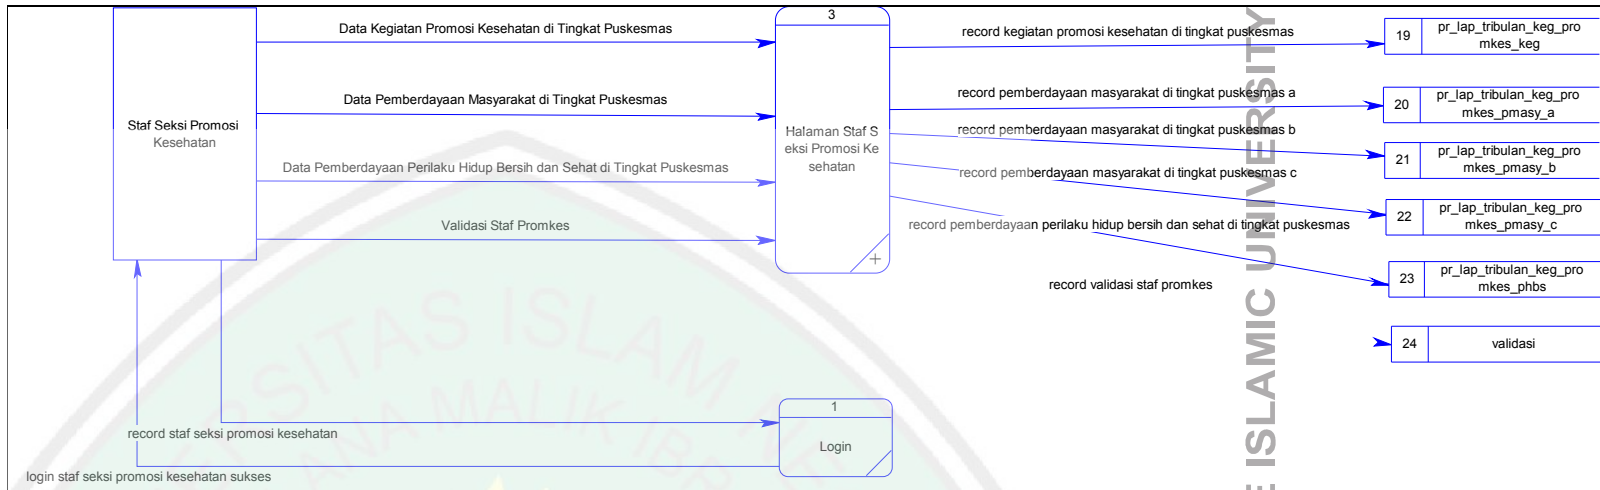 3
Data Kegiatan Promosi Kesehatan di Tingkat Puskesmas
record kegiatan promosi kesehatan di tingkat puskesmas
19
pr_lap_tribulan_keg_pro
mkes_keg
Data Pemberdayaan Masyarakat di Tingkat Puskesmas
record pemberdayaan masyarakat di tingkat puskesmas a
20
pr_lap_tribulan_keg_pro
mkes_pmasy_a
Staf Seksi Promosi
Kesehatan
Halaman Staf S
eksi Promosi Ke
sehatan
record pemberdayaan masyarakat di tingkat puskesmas b
21
pr_lap_tribulan_keg_pro
mkes_pmasy_b
Data Pemberdayaan Perilaku Hidup Bersih dan Sehat di Tingkat Puskesmas
record pemberdayaan masyarakat di tingkat puskesmas c
22
pr_lap_tribulan_keg_pro
mkes_pmasy_c
Validasi Staf Promkes
record pemberdayaan perilaku hidup bersih dan sehat di tingkat puskesmas
+
23
pr_lap_tribulan_keg_pro
mkes_phbs
record validasi staf promkes
24
validasi
1
Login
record staf seksi promosi kesehatan
login staf seksi promosi kesehatan sukses
ISLAMIC UNIVERSITY
SITAS ISLAM
ANA MALIK IBR